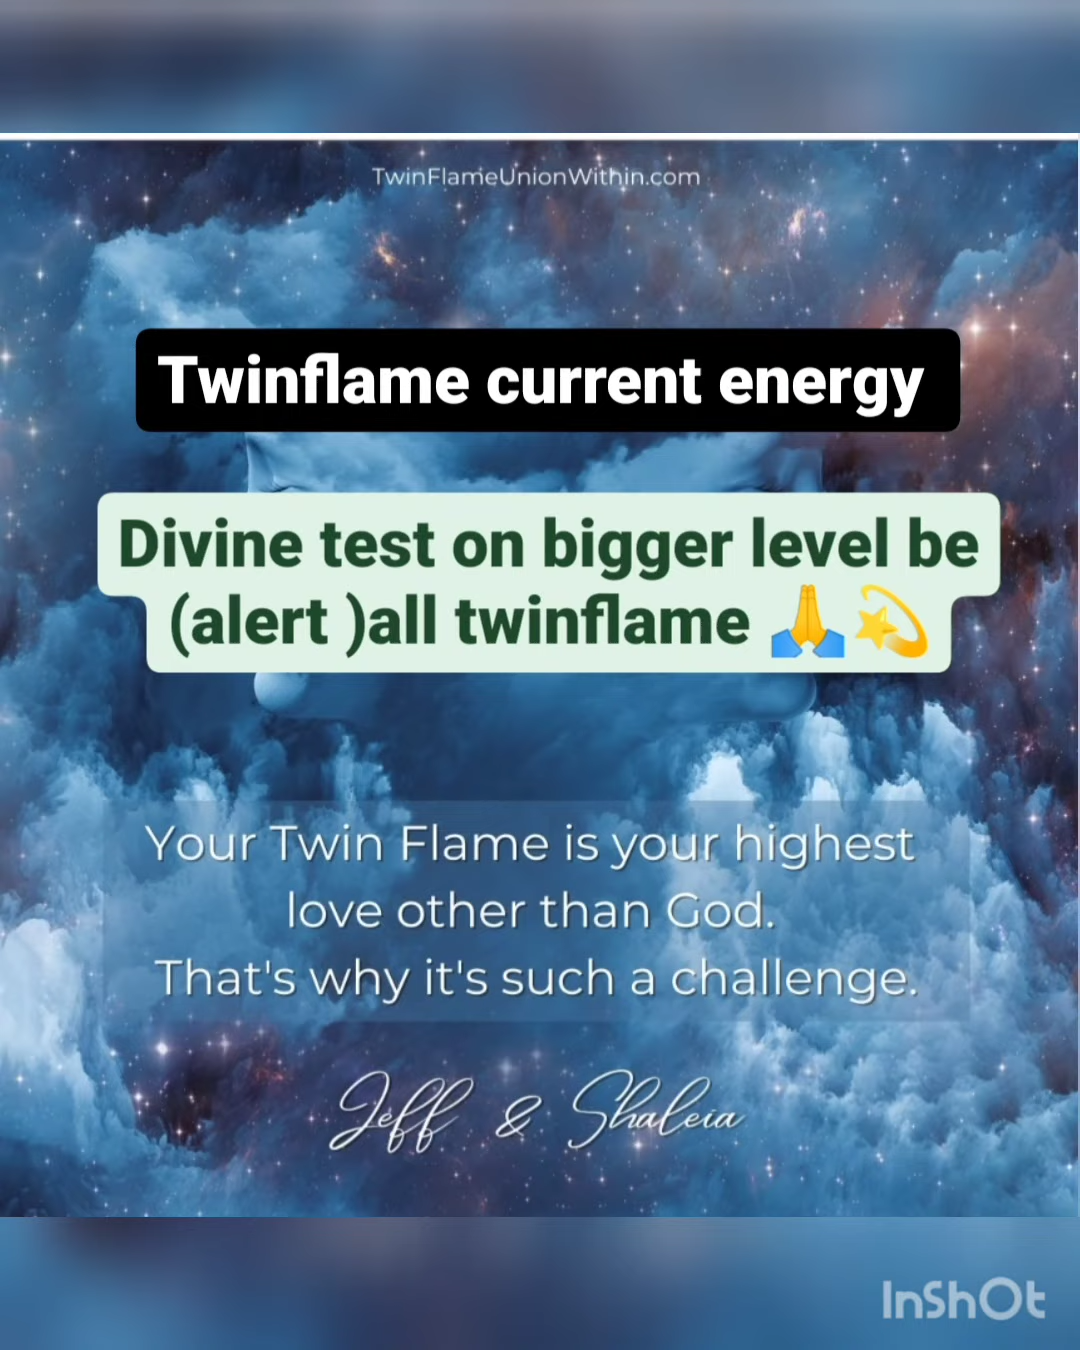 TwinFlameUnionWithin.com
Twinflame current energy
Divine test on bigger level be
(alert )all twinflame 🙏💫
Your Twin Flame is your highest
love other than God.
That's why it's such a challenge.
Jeff & Shaleia
InShOt